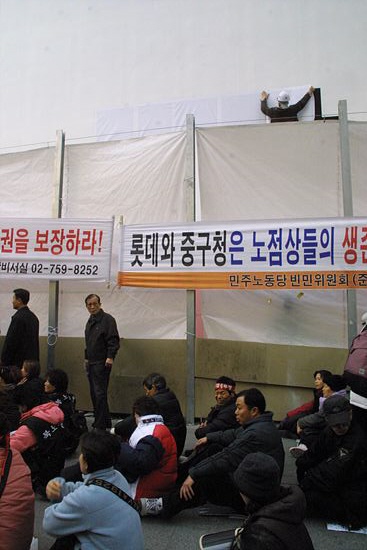 권을 보장하라!
비서실 02-759-8252
롯데와 중구청은 노점상들의 생존
민주노동당 빈민위원회 (준